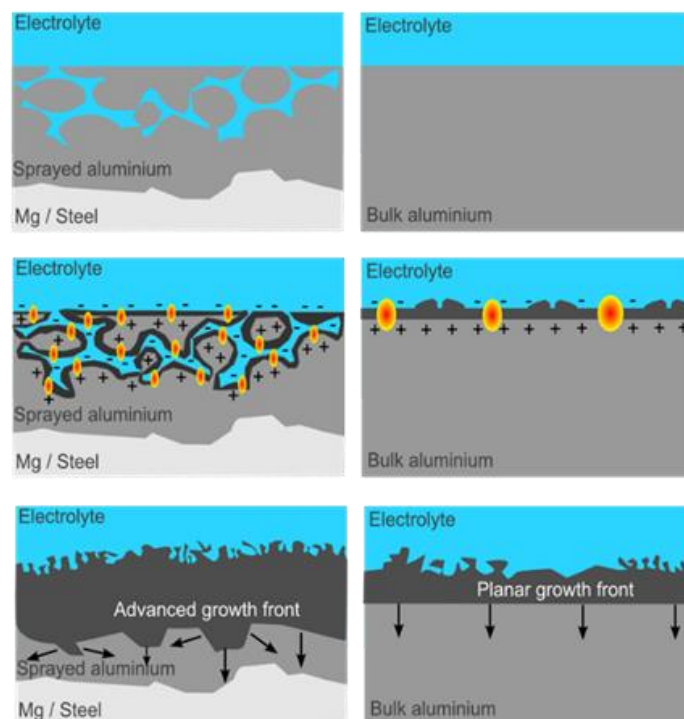 Electrolyte
Sprayed aluminium
Mg / Steel
Electrolyte
Bulk aluminium
Electrolyte
Sprayed aluminium
Mg / Steel
Electrolyte
Bulk aluminium
Electrolyte
Advanced growth front
Sprayed aluminium
Mg / Steel
Electrolyte
Planar growth front
Bulk aluminium